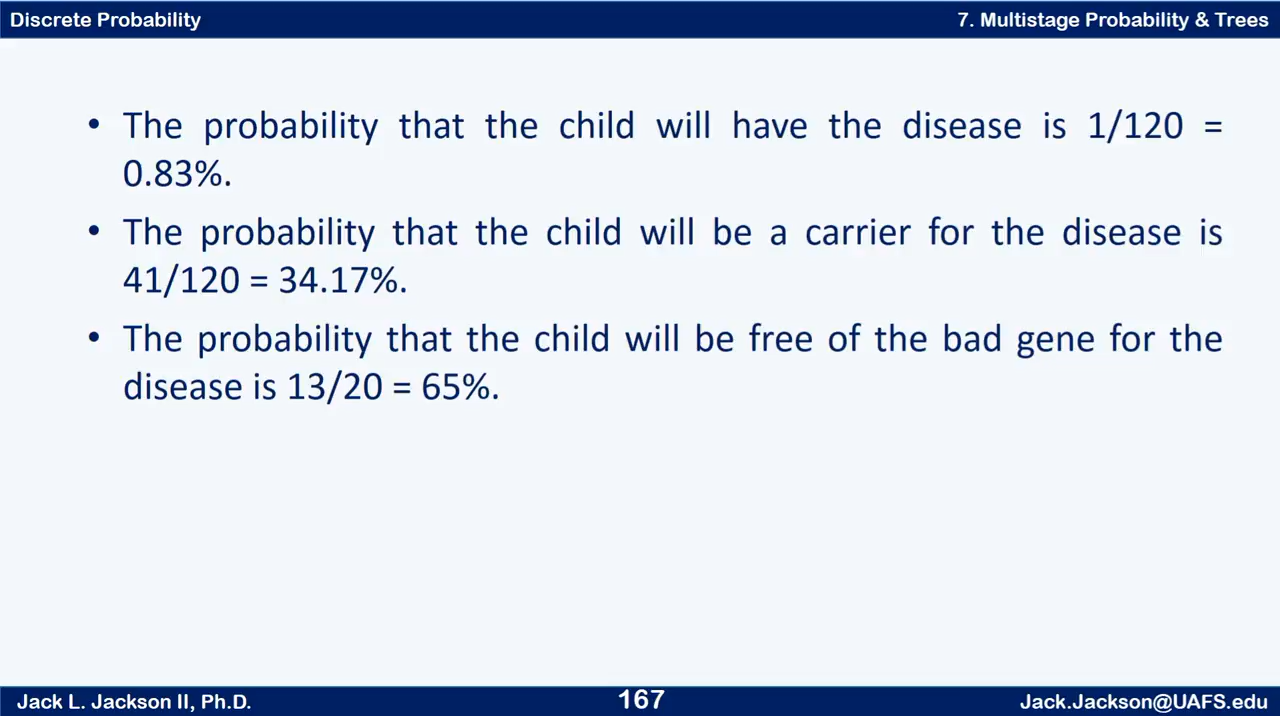 Discrete Probability
7. Multistage Probability & Trees
• The probability that the child will have the disease is 1/120 =
0.83%.
• The probability that the child will be a carrier for the disease is
41/120 = 34.17%.
• The probability that the child will be free of the bad gene for the
disease is 13/20 = 65%.
Jack L. Jackson II, Ph.D.
167
Jack.Jackson@UAFS.edu